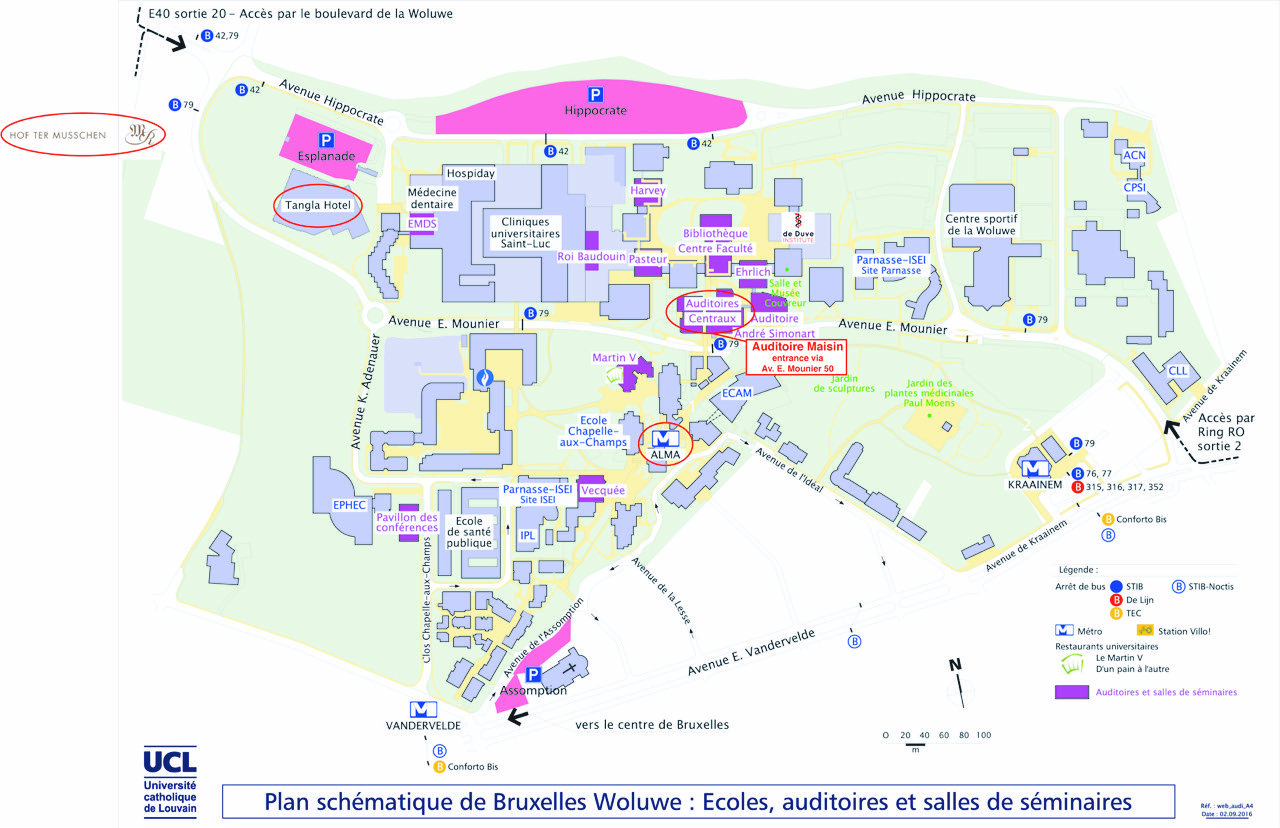 E40 sortie 20 – Accès par le boulevard de la Woluwe
B 42,79
B 79
B 42
Avenue Hippocrate
P
Hippocrate
Avenue Hippocrate
HOF TER MUSSCHEN
P
Esplanade
Tangla Hotel
B 42
B 42
Hospiday
Médecine
dentaire
EMDS
Cliniques
universitaires
Saint-Luc
Roi Baudouin
Harvey
Pasteur
Bibliothèque
Centre Faculté
de Duve
INSTITUTE
Ehrlich
Salle et
Musée
Couvreur
Parnasse-ISEI
Site Parnasse
Centre sportif
de la Woluwe
ACN
CPSI
Auditoires
Centraux
Auditoire
André Simonart
Avenue E. Mounier
B 79
Avenue E. Mounier
B 79
B 79
Auditoire Maisin
entrance via
Av. E. Mounier 50
Avenue K. Adenauer
Martin V
ECAM
Jardin
de sculptures
Jardin des
plantes médicinales
Paul Moens
CLL
Avenue de Kraainem
Accès par
Ring RO
sortie 2
Ecole
Chapelle-
aux-Champs
M
ALMA
Avenue de l'Idéal
B 79
M
KRAAINEM
B 76, 77
B 315, 316, 317, 352
B Conforto Bis
B
Avenue de Kraainem
EPHEC
Pavillon des
conférences
Ecole
de santé
publique
Parnasse-ISEI
Site ISEI
Vecquée
IPL
Clos Chapelle-aux-Champs
Avenue de l'Assomption
Avenue de la Lesse
Avenue E. Vandervelde
B
P
Assomption
M
VANDERVELDE
B
B Conforto Bis
vers le centre de Bruxelles
N
O 20 40 60 80 100
m
Légende :
Arrêt de bus B STIB B STIB-Noctis
B De Lijn
B TEC
M Métro Station Villo!
Restaurants universitaires
Le Martin V
D'un pain à l'autre
Auditoires et salles de séminaires
UCL
Université
catholique
de Louvain
Plan schématique de Bruxelles Woluwe : Ecoles, auditoires et salles de séminaires
Réf. : web_audi_A4
Date : 02.09.2016